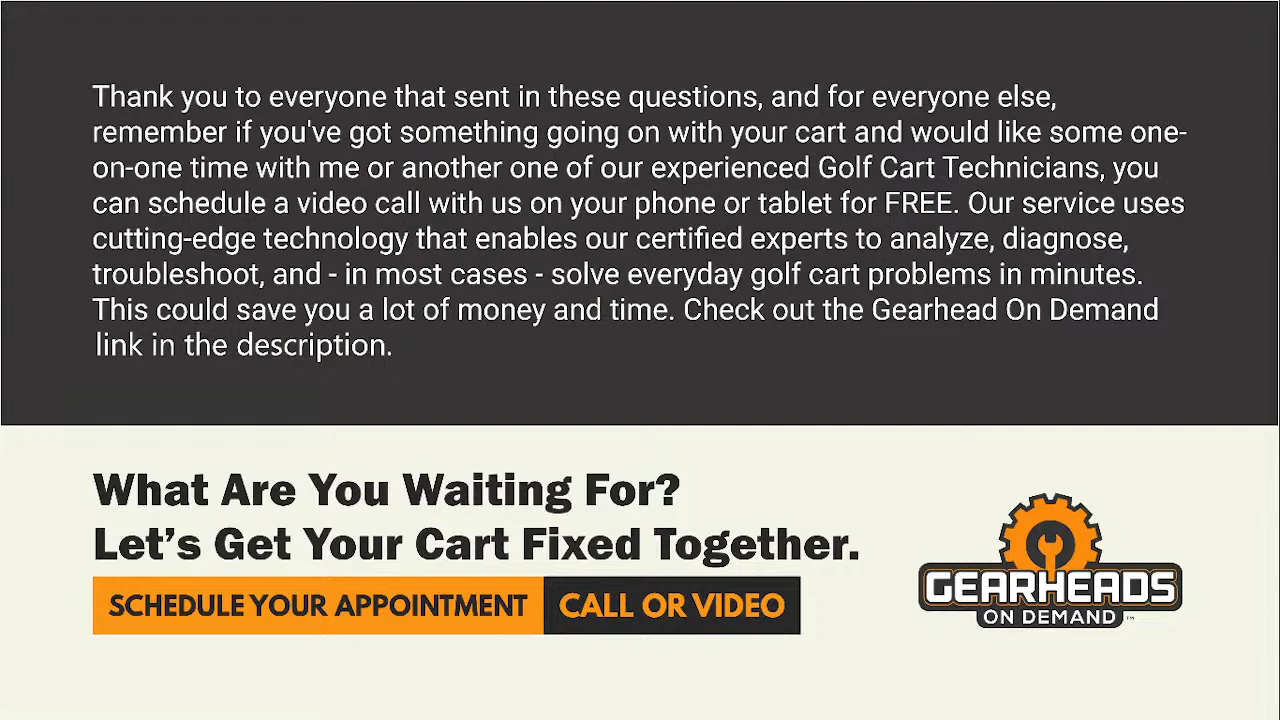 Thank you to everyone that sent in these questions, and for everyone else,
remember if you've got something going on with your cart and would like some one-
on-one time with me or another one of our experienced Golf Cart Technicians, you
can schedule a video call with us on your phone or tablet for FREE. Our service uses
cutting-edge technology that enables our certified experts to analyze, diagnose,
troubleshoot, and - in most cases - solve everyday golf cart problems in minutes.
This could save you a lot of money and time. Check out the Gearhead On Demand
link in the description.
What Are You Waiting For?
Let’s Get Your Cart Fixed Together.
SCHEDULE YOUR APPOINTMENT CALL OR VIDEO
GEARHEADS
ON DEMAND™